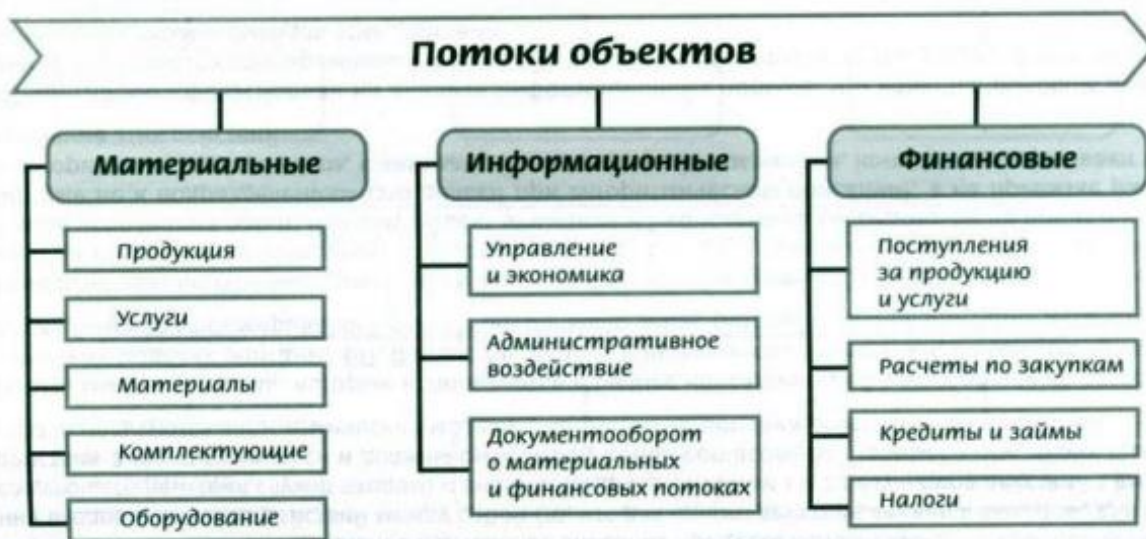 Потоки объектов
Материальные
Продукция
Услуги
Материалы
Комплектующие
Оборудование
Информационные
Управление
и экономика
Административное
воздействие
Документооборот
о материальных
и финансовых потоках
Финансовые
Поступления
за продукцию
и услуги
Расчеты по закупкам
Кредиты и займы
Налоги